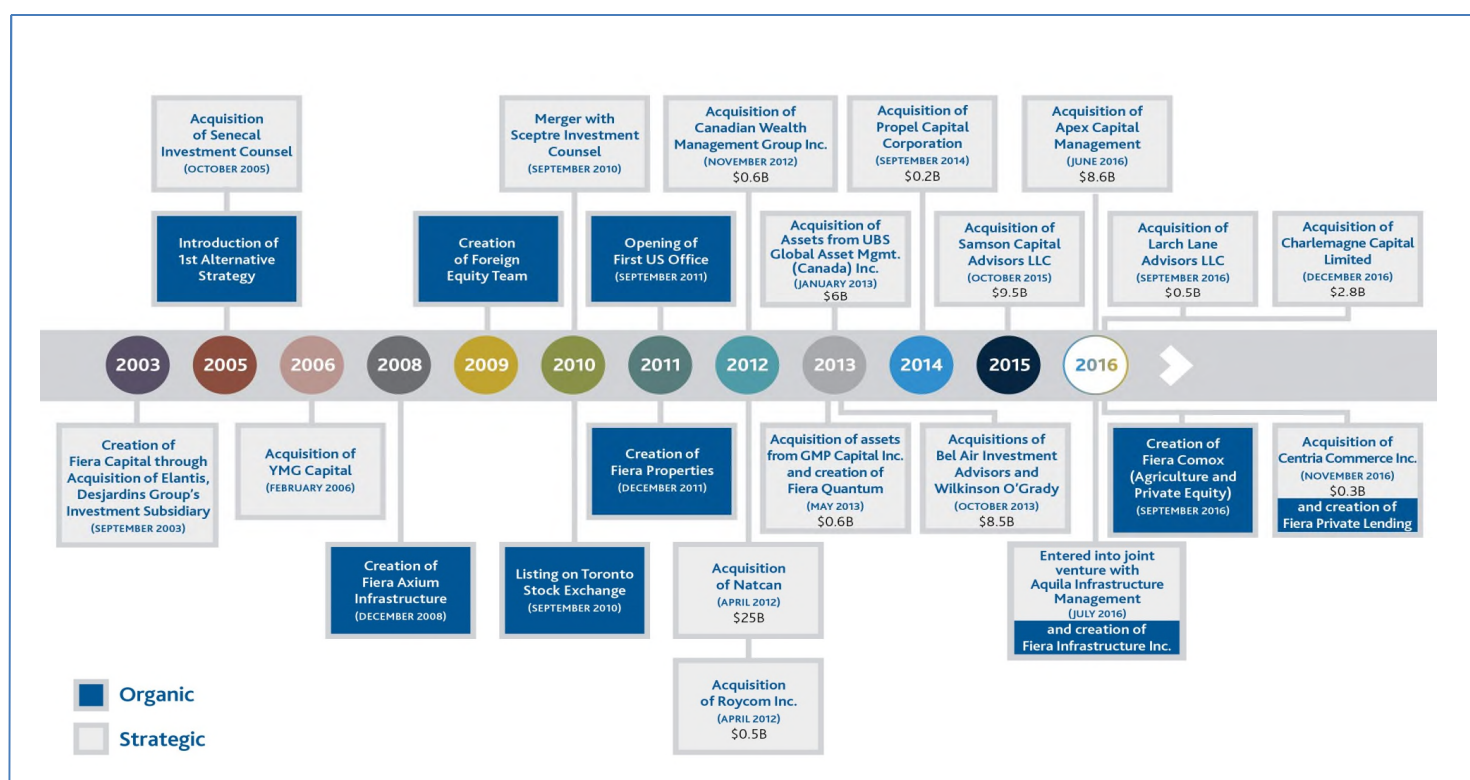 Acquisition
of Senecal
Investment Counsel
(OCTOBER 2005)
Merger with
Sceptre Investment
Counsel
(SEPTEMBER 2010)
Acquisition of
Canadian Wealth
Management Group Inc.
(NOVEMBER 2012)
$0.6B
Acquisition of
Propel Capital
Corporation
(SEPTEMBER 2014)
$0.2B
Acquisition of
Apex Capital
Management
(JUNE 2016)
$8.6B
Introduction of
1st Alternative
Strategy
Creation
of Foreign
Equity Team
Opening of
First US Office
(SEPTEMBER 2011)
Acquisition of
Assets from UBS
Global Asset Mgmt.
(Canada) Inc.
(JANUARY 2013)
$6B
Acquisition of
Samson Capital
Advisors LLC
(OCTOBER 2015)
$9.5B
Acquisition of
Larch Lane
Advisors LLC
(SEPTEMBER 2016)
$0.5B
Acquisition of
Charlemagne Capital
Limited
(DECEMBER 2016)
$2.8B
2003
2005
2006
2008
2009
2010
2011
2012
2013
2014
2015
2016
Creation of
Fiera Capital through
Acquisition of Elantis,
Desjardins Group's
Investment Subsidiary
(SEPTEMBER 2003)
Acquisition of
YMG Capital
(FEBRUARY 2006)
Creation of
Fiera Properties
(DECEMBER 2011)
Acquisition of assets
from GMP Capital Inc.
and creation of
Fiera Quantum
(MAY 2013)
$0.6B
Acquisitions of
Bel Air Investment
Advisors and
Wilkinson O'Grady
(OCTOBER 2013)
$8.5B
Creation of
Fiera Comox
(Agriculture and
Private Equity)
(SEPTEMBER 2016)
Acquisition of
Centria Commerce Inc.
(NOVEMBER 2016)
$0.3B
and creation of
Fiera Private Lending
Creation of
Fiera Axium
Infrastructure
(DECEMBER 2008)
Listing on Toronto
Stock Exchange
(SEPTEMBER 2010)
Acquisition
of Natcan
(APRIL 2012)
$25B
Entered into joint
venture with
Aquila Infrastructure
Management
(JULY 2016)
and creation of
Fiera Infrastructure Inc.
Acquisition
of Roycom Inc.
(APRIL 2012)
$0.5B
Organic
Strategic